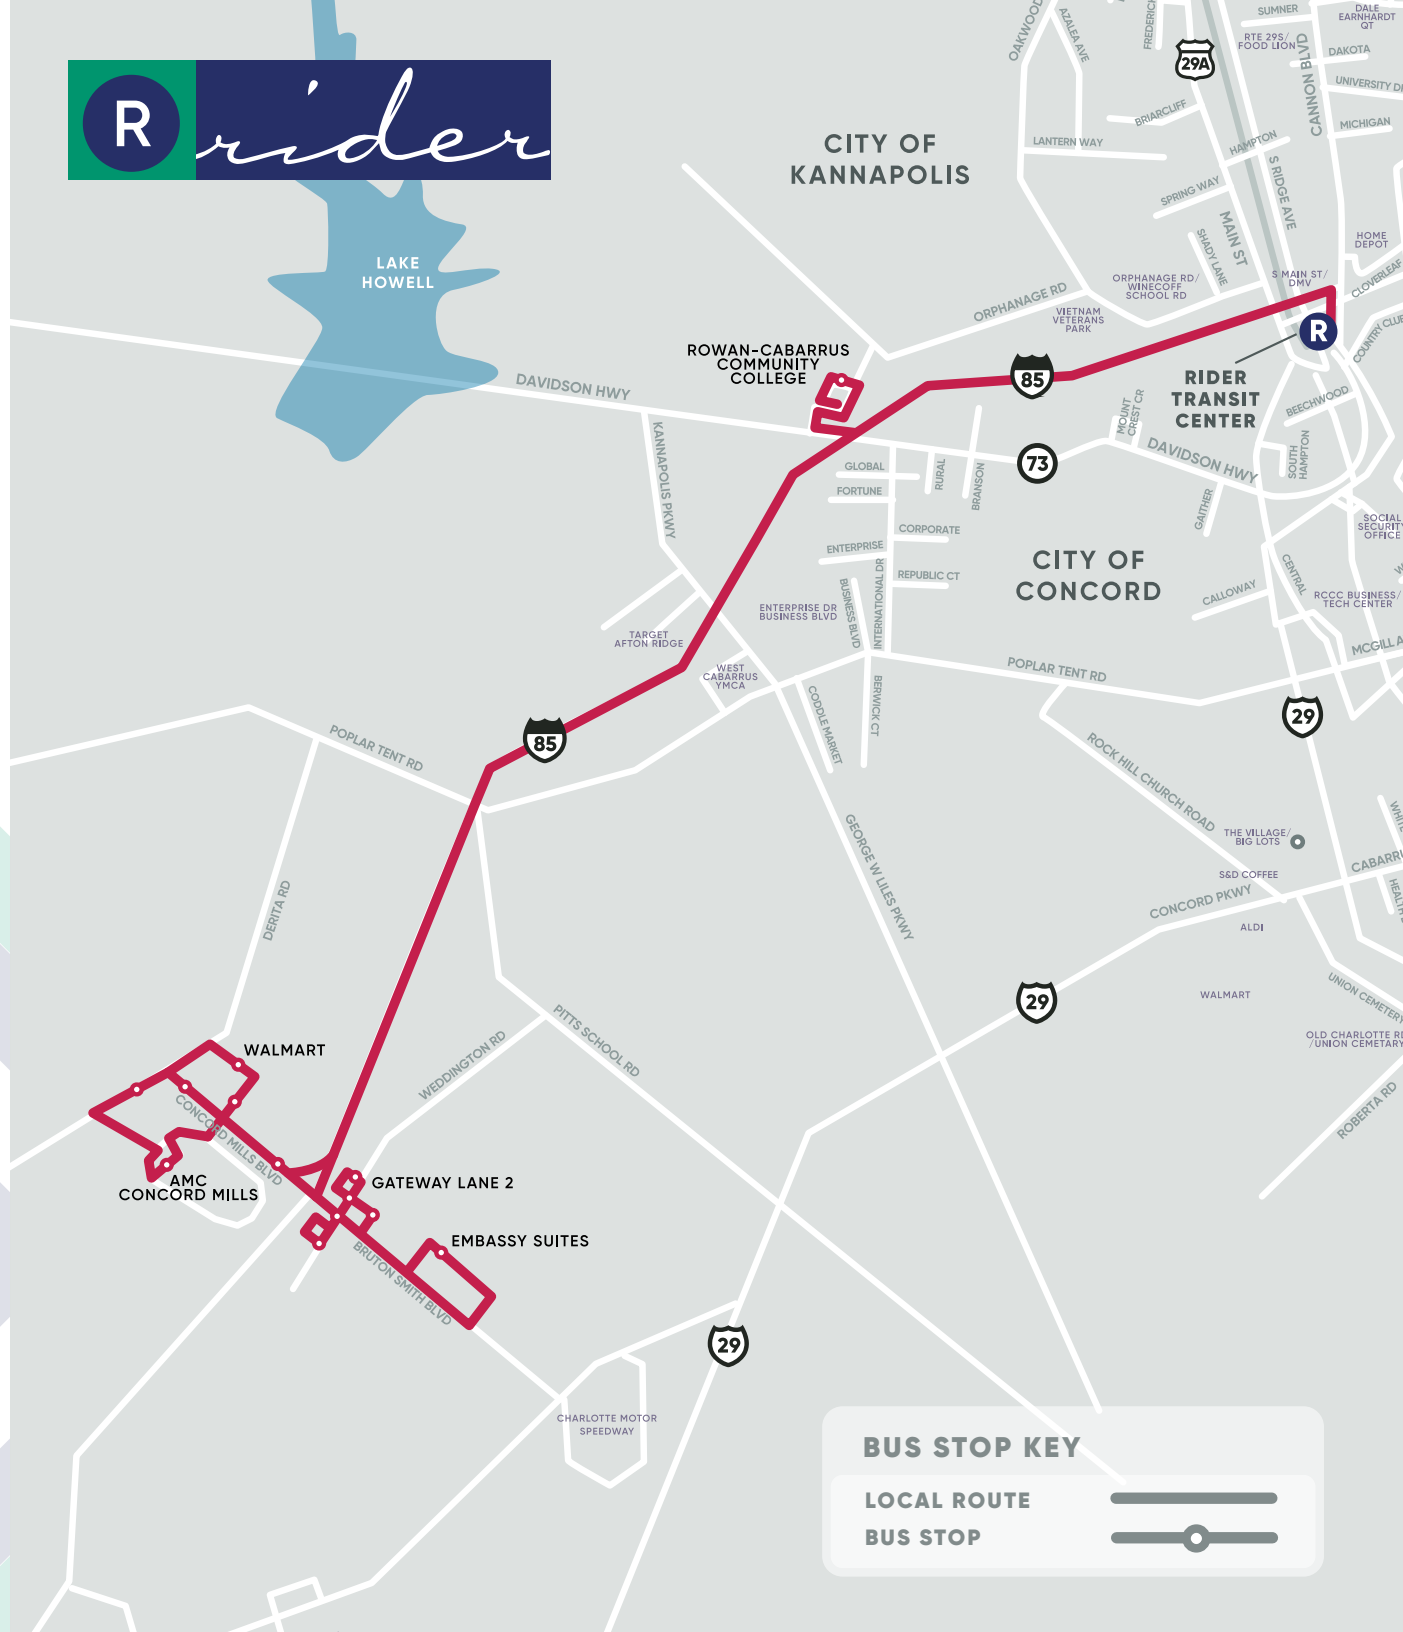 R rider
LAKE
HOWELL
CITY OF
KANNAPOLIS
OAKWOOD
AZALEA AVE
FREDERICK
29A
SUMNER
DALE
EARNHARDT
QT
RTE 29S/
FOOD LION
CANNON BLVD
DAKOTA
UNIVERSITY D
MICHIGAN
BRIARCLIFF
LANTERN WAY
HAMPTON
S RIDGE AVE
SPRING WAY
MAIN ST
SHADY LANE
HOME
DEPOT
CLOVERLEAF
COUNTRY CLUB
S MAIN ST/
DMV
ORPHANAGE RD/
WINECOFF
SCHOOL RD
ORPHANAGE RD
VIETNAM
VETERANS
PARK
R
RIDER
TRANSIT
CENTER
85
ROWAN-CABARRUS
COMMUNITY
COLLEGE
DAVIDSON HWY
KANNAPOLIS PKWY
BEECHWOOD
MOUNT
CREST CR
DAVIDSON HWY
SOUTH
HAMPTON
73
GLOBAL
RURAL
BRANSON
FORTUNE
GAITHER
CORPORATE
SOCIAL
SECURITY
OFFICE
ENTERPRISE
REPUBLIC CT
INTERNATIONAL DR
BUSINESS BLVD
CITY OF
CONCORD
CENTRAL
CALLOWAY
RCCC BUSINESS/
TECH CENTER
ENTERPRISE DR
BUSINESS BLVD
TARGET
AFTON RIDGE
MCGILL A
WEST
CABARRUS
YMCA
POPLAR TENT RD
CODDLE MARKET
BERWICK CT
29
85
POPLAR TENT RD
ROCK HILL CHURCH ROAD
GEORGE W LILES PKWY
THE VILLAGE/
BIG LOTS
WHITE
CABARRU
S&D COFFEE
HEALTH
CONCORD PKWY
ALDI
DERITA RD
UNION CEMETERY
WALMART
29
OLD CHARLOTTE RD
/UNION CEMETARY
PITTS SCHOOL RD
WEDDINGTON RD
WALMART
ROBERTA RD
CONCORD MILLS BLVD
AMC
CONCORD MILLS
GATEWAY LANE 2
EMBASSY SUITES
BRUTON SMITH BLVD
29
CHARLOTTE MOTOR
SPEEDWAY
BUS STOP KEY
LOCAL ROUTE
BUS STOP